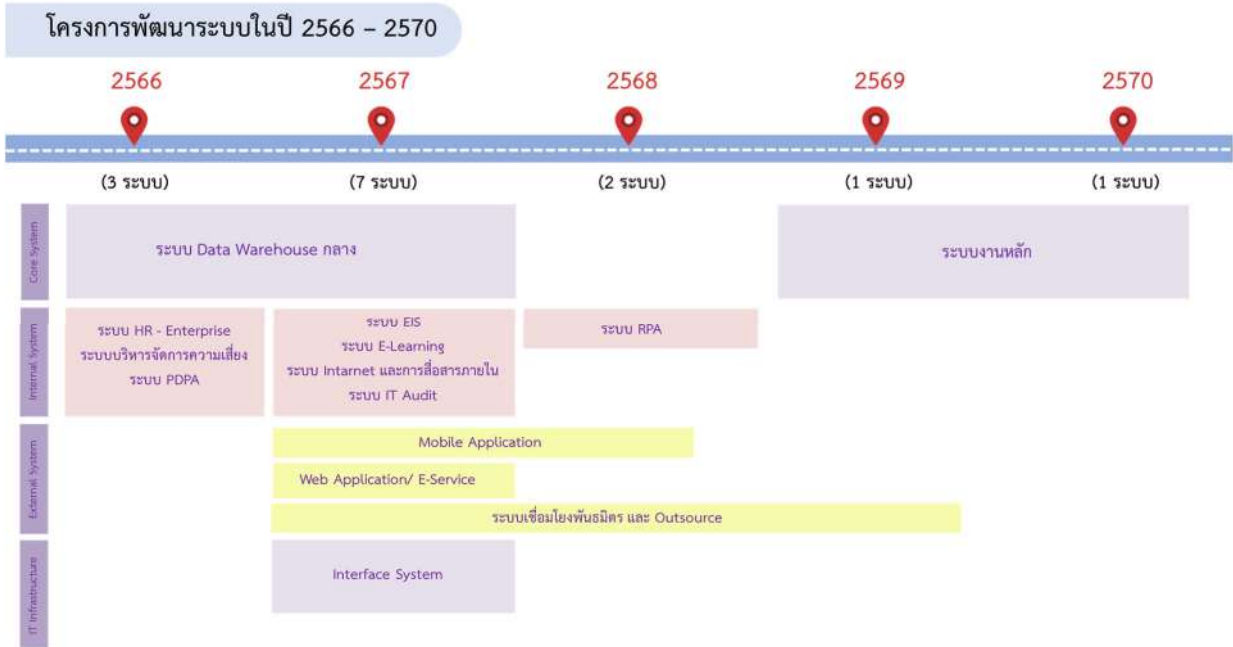 โครงการพัฒนาระบบในปี 2566 – 2570
2566
2567
2568
2569
2570
(3 ระบบ)
(7 ระบบ)
(2 ระบบ)
(1 ระบบ)
(1 ระบบ)
Core System
ระบบ Data Warehouse กลาง
ระบบงานหลัก
Internal System
ระบบ HR - Enterprise
ระบบบริหารจัดการความเสี่ยง
ระบบ PDPA
ระบบ EIS
ระบบ E-Learning
ระบบ Internet และการสื่อสารภายใน
ระบบ IT Audit
ระบบ RPA
External System
Mobile Application
Web Application/ E-Service
ระบบเชื่อมโยงพันธมิตร และ Outsource
IT Infrastructure
Interface System